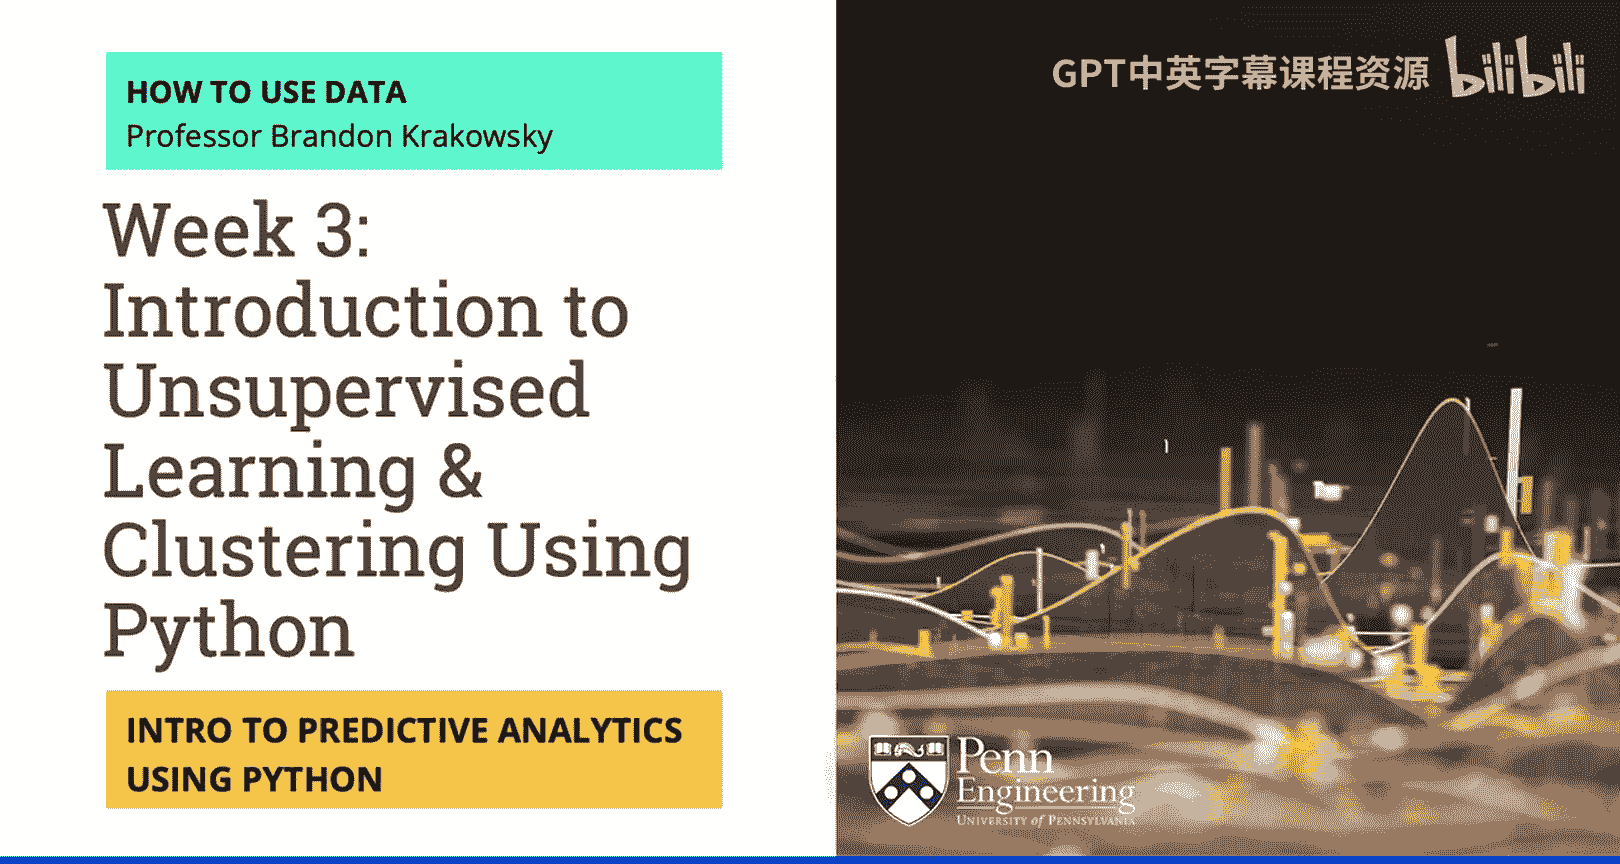 HOW TO USE DATA
Professor Brandon Krakowsky
Week 3:
Introduction to
Unsupervised
Learning &
Clustering Using
Python
INTRO TO PREDICTIVE ANALYTICS
USING PYTHON
GPT中英字幕课程资源 bilibili
Penn
Engineering
UNIVERSITY of PENNSYLVANIA